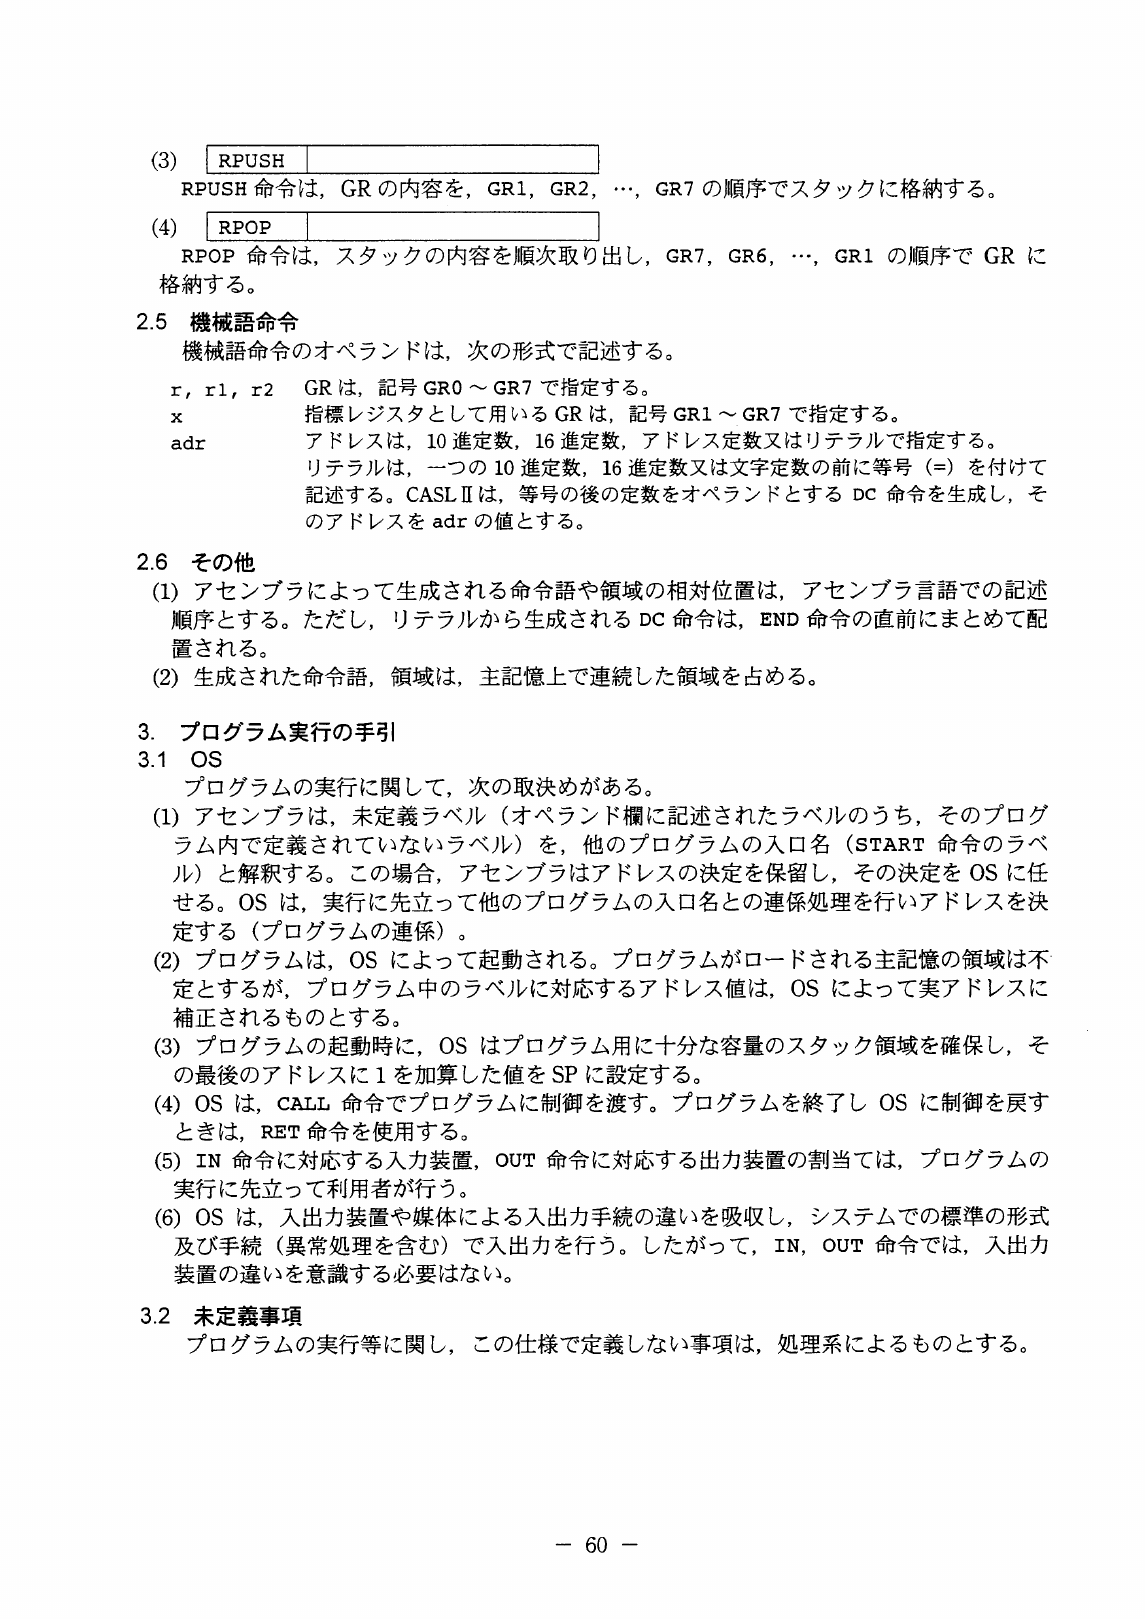 (3) RPUSH
RPUSH 命令は，GR の内容を，GR1，GR2，…，GR7 の順序でスタックに格納する。
(4) RPOP
RPOP 命令は，スタックの内容を順次取り出し，GR7，GR6，…，GR1 の順序で GR に
格納する。
2.5 機械語命令
機械語命令のオペランドは，次の形式で記述する。
r, r1, r2 GR は，記号 GR0 ～ GR7 で指定する。
x 指標レジスタとして用いる GR は，記号 GR1 ～ GR7 で指定する。
adr アドレスは，10 進定数，16 進定数，アドレス定数又はリテラルで指定する。
リテラルは，一つの 10 進定数，16 進定数又は文字定数の前に等号（=）を付けて
記述する。CASLⅡは，等号の後の定数をオペランドとする DC 命令を生成し，そ
のアドレスを adr の値とする。
2.6 その他
(1) アセンブラによって生成される命令語や領域の相対位置は，アセンブラ言語での記述
順序とする。ただし，リテラルから生成される DC 命令は，END 命令の直前にまとめて配
置される。
(2) 生成された命令語，領域は，主記憶上で連続した領域を占める。
3. プログラム実行の手引
3.1 OS
プログラムの実行に関して，次の取決めがある。
(1) アセンブラは，未定義ラベル（オペランド欄に記述されたラベルのうち，そのプログ
ラム内で定義されていないラベル）を，他のプログラムの入口名（START 命令のラベ
ル）と解釈する。この場合，アセンブラはアドレスの決定を保留し，その決定を OS に任
せる。OS は，実行に先立って他のプログラムの入口名との連係処理を行いアドレスを決
定する（プログラムの連係）。
(2) プログラムは，OS によって起動される。プログラムがロードされる主記憶の領域は不
定とするが，プログラム中のラベルに対応するアドレス値は，OS によって実アドレスに
補正されるものとする。
(3) プログラムの起動時に，OS はプログラム用に十分な容量のスタック領域を確保し，そ
の最後のアドレスに 1 を加算した値を SP に設定する。
(4) OS は，CALL 命令でプログラムに制御を渡す。プログラムを終了し OS に制御を戻す
ときは，RET 命令を使用する。
(5) IN 命令に対応する入力装置，OUT 命令に対応する出力装置の割当ては，プログラムの
実行に先立って利用者が行う。
(6) OS は，入出力装置や媒体による入出力手続の違いを吸収し，システムでの標準の形式
及び手続（異常処理を含む）で入出力を行う。したがって，IN，OUT 命令では，入出力
装置の違いを意識する必要はない。
3.2 未定義事項
プログラムの実行等に関し，この仕様で定義しない事項は，処理系によるものとする。
－ 60 －